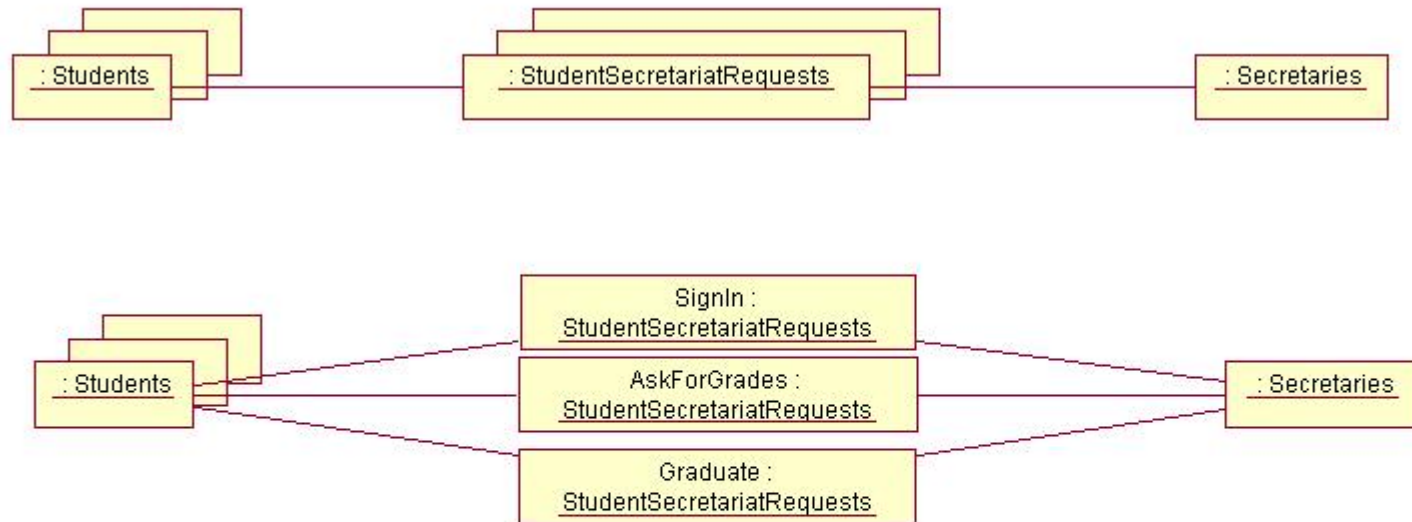 : Students
: StudentSecretariatRequests
: Secretaries
SignIn :
StudentSecretariatRequests
: Students
AskForGrades :
StudentSecretariatRequests
: Secretaries
Graduate :
StudentSecretariatRequests